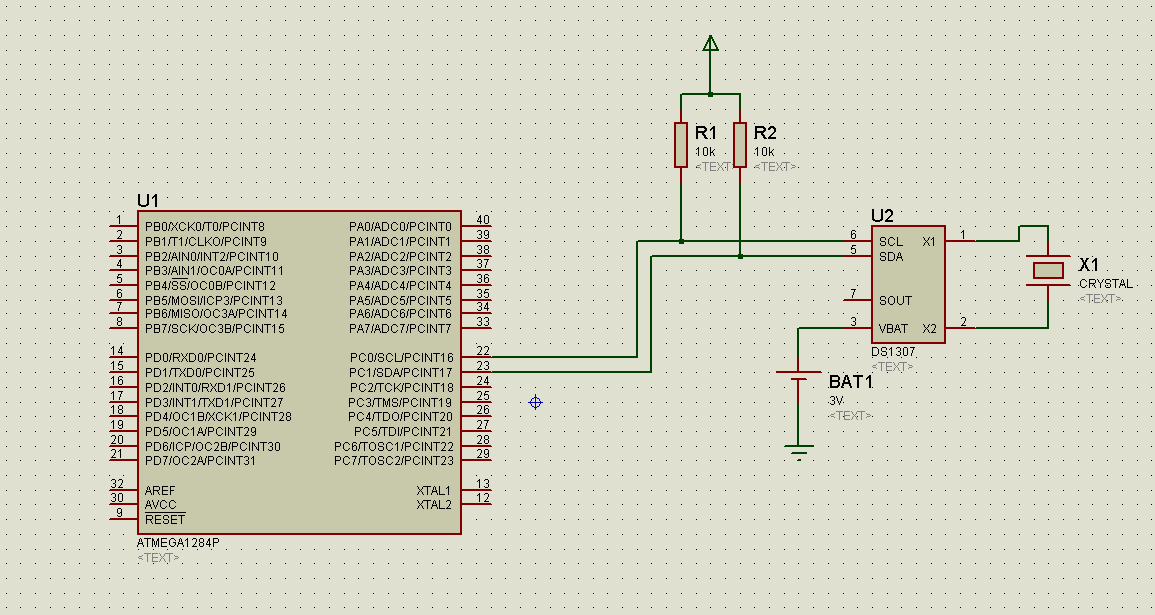 R1
10k
<TEXT>
R2
10k
<TEXT>
U1
1 PB0/XCK0/T0/PCINT8 PA0/ADC0/PCINT0 40
2 PB1/T1/CLKO/PCINT9 PA1/ADC1/PCINT1 39
3 PB2/AIN0/INT2/PCINT10 PA2/ADC2/PCINT2 38
4 PB3/AIN1/OC0A/PCINT11 PA3/ADC3/PCINT3 37
5 PB4/SS/OC0B/PCINT12 PA4/ADC4/PCINT4 36
6 PB5/MOSI/ICP3/PCINT13 PA5/ADC5/PCINT5 35
7 PB6/MISO/OC3A/PCINT14 PA6/ADC6/PCINT6 34
8 PB7/SCK/OC3B/PCINT15 PA7/ADC7/PCINT7 33
14 PD0/RXD0/PCINT24 PC0/SCL/PCINT16 22
15 PD1/TXD0/PCINT25 PC1/SDA/PCINT17 23
16 PD2/INT0/RXD1/PCINT26 PC2/TCK/PCINT18 24
17 PD3/INT1/TXD1/PCINT27 PC3/TMS/PCINT19 25
18 PD4/OC1B/XCK1/PCINT28 PC4/TDO/PCINT20 26
19 PD5/OC1A/PCINT29 PC5/TDI/PCINT21 27
20 PD6/ICP/OC2B/PCINT30 PC6/TOSC1/PCINT22 28
21 PD7/OC2A/PCINT31 PC7/TOSC2/PCINT23 29
32 AREF XTAL1 13
30 AVCC XTAL2 12
9 RESET
ATMEGA1284P
<TEXT>
U2
6 SCL X1 1
5 SDA
7 SOUT
3 VBAT X2 2
DS1307
<TEXT>
X1
CRYSTAL
<TEXT>
BAT1
3V
<TEXT>